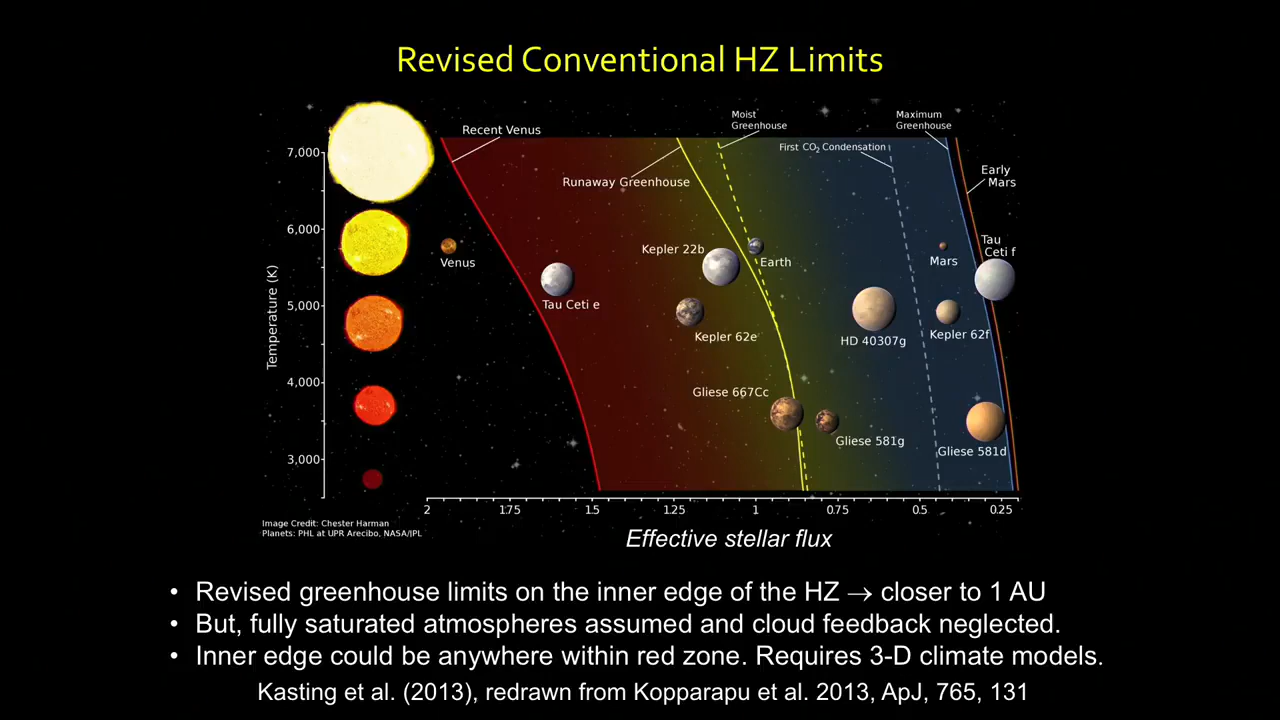 Revised Conventional HZ Limits
Recent Venus
Moist
Greenhouse
Maximum
Greenhouse
First CO2 Condensation
Runaway Greenhouse
Early
Mars
7,000
6,000
5,000
4,000
3,000
Temperature (K)
Venus
Tau Ceti e
Kepler 22b
Earth
Kepler 62e
Gliese 667Cc
Gliese 581g
HD 40307g
Mars
Tau
Ceti f
Kepler 62f
Gliese 581d
2 1.75 1.5 1.25 1 0.75 0.5 0.25
Image Credit: Chester Harman
Planets: PHL at UPR Arecibo, NASA/JPL
Effective stellar flux
• Revised greenhouse limits on the inner edge of the HZ → closer to 1 AU
• But, fully saturated atmospheres assumed and cloud feedback neglected.
• Inner edge could be anywhere within red zone. Requires 3-D climate models.
Kasting et al. (2013), redrawn from Kopparapu et al. 2013, ApJ, 765, 131